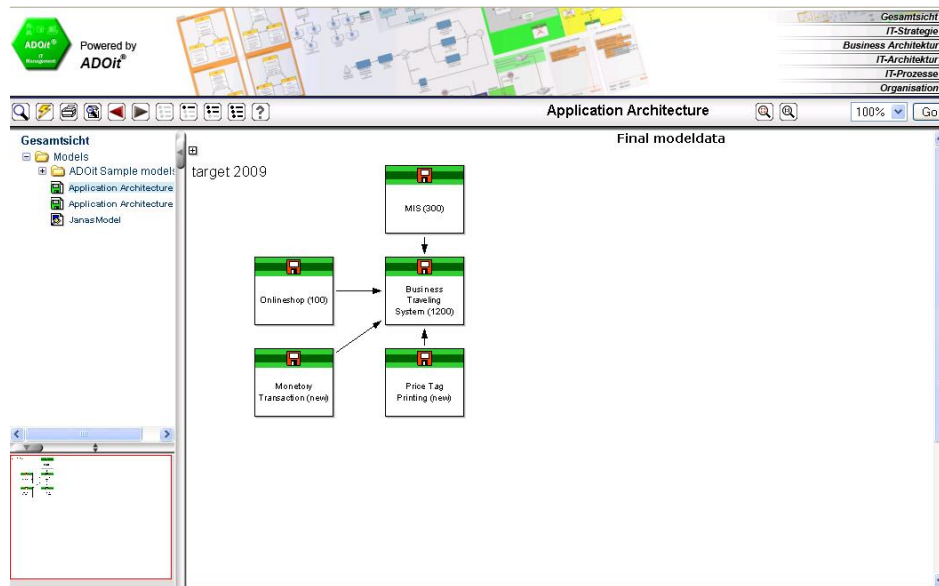 ADOit®
IT
Management
Powered by
ADOit®
Gesamtsicht
IT-Strategie
Business Architektur
IT-Architektur
IT-Prozesse
Organisation
Application Architecture
100%
Go
Gesamtsicht
Models
ADOit Sample models
Application Architecture
Application Architecture
JanasModel
Final modeldata
target 2009
MIS (300)
Onlineshop (100)
Business
Traveling
System (1200)
Monetory
Transaction (new)
Price Tag
Printing (new)